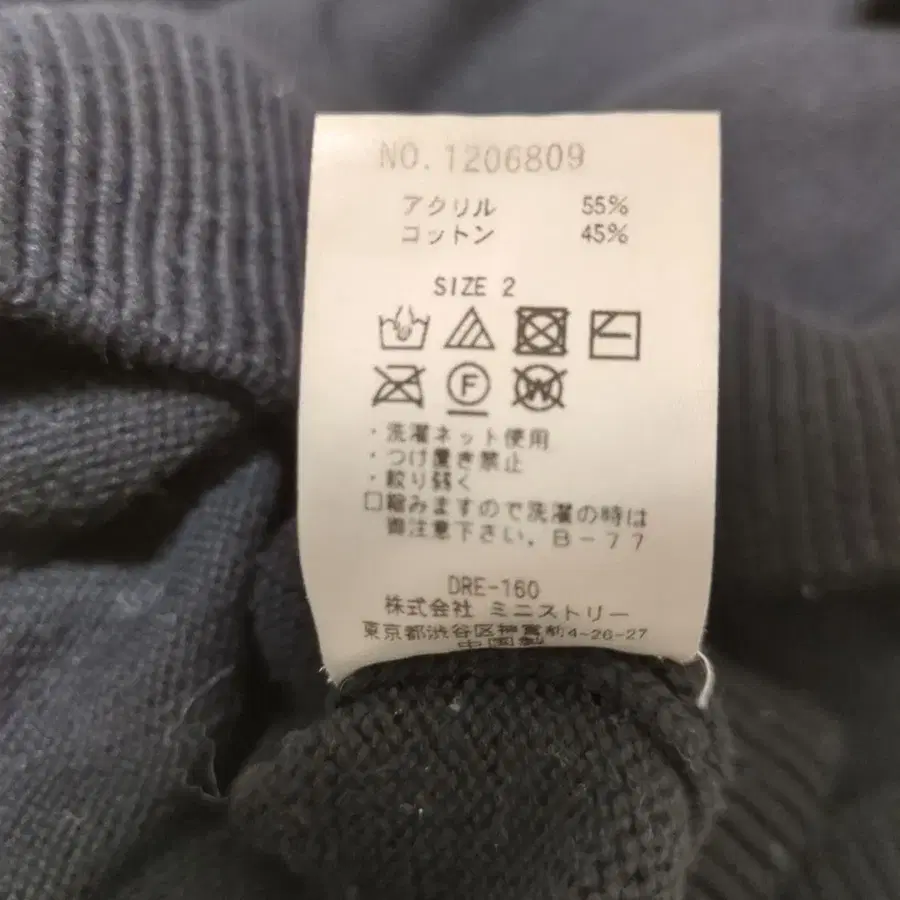 NO.1206809
アクリル 55%
コットン 45%
SIZE 2
F
W
・洗濯ネット使用
・つけ置き禁止
・絞り弱く
□縮みますので洗濯の時は
御注意下さい。B-77
DRE-160
株式会社 ミニストリー
東京都渋谷区神宮前4-26-27
中国製